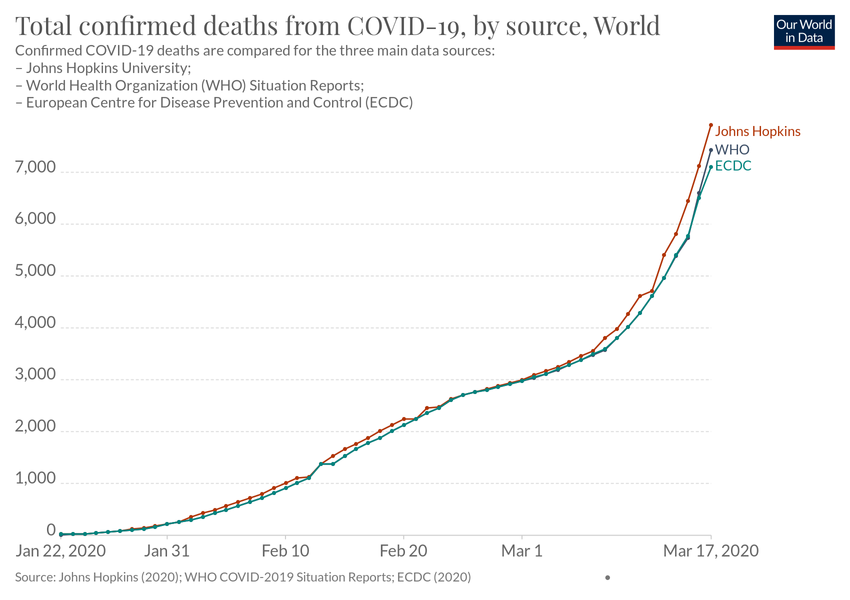 Total confirmed deaths from COVID-19, by source, World
Our World
in Data
Confirmed COVID-19 deaths are compared for the three main data sources:
– Johns Hopkins University;
– World Health Organization (WHO) Situation Reports;
– European Centre for Disease Prevention and Control (ECDC)
Johns Hopkins
WHO
ECDC
7,000
6,000
5,000
4,000
3,000
2,000
1,000
0
Jan 22, 2020 Jan 31 Feb 10 Feb 20 Mar 1 Mar 17, 2020
Source: Johns Hopkins (2020); WHO COVID-2019 Situation Reports; ECDC (2020) •